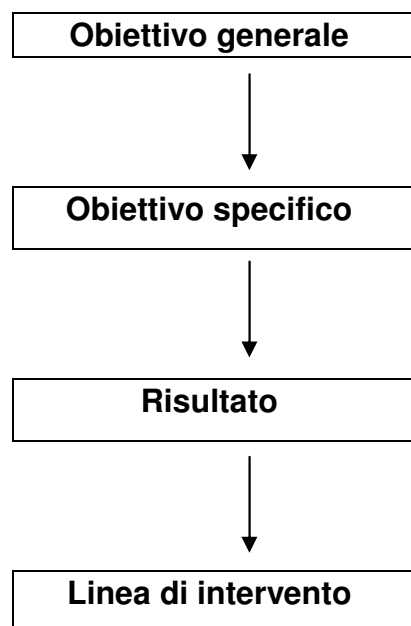 Obiettivo generale
Obiettivo specifico
Risultato
Linea di intervento